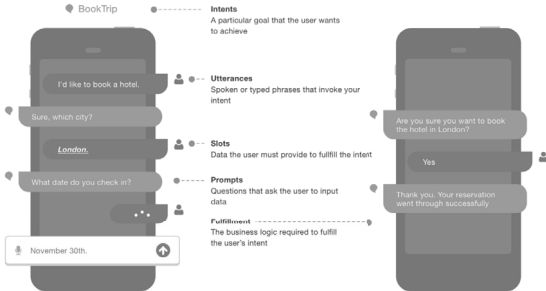 BookTrip
Intents
A particular goal that the user wants
to achieve
I'd like to book a hotel.
Utterances
Spoken or typed phrases that invoke your
intent
Sure, which city?
London.
Slots
Data the user must provide to fullfill the intent
What date do you check in?
Prompts
Questions that ask the user to input
data
Fulfillment
The business logic required to fulfill
the user's intent
November 30th.
Are you sure you want to book
the hotel in London?
Yes
Thank you. Your reservation
went through successfully